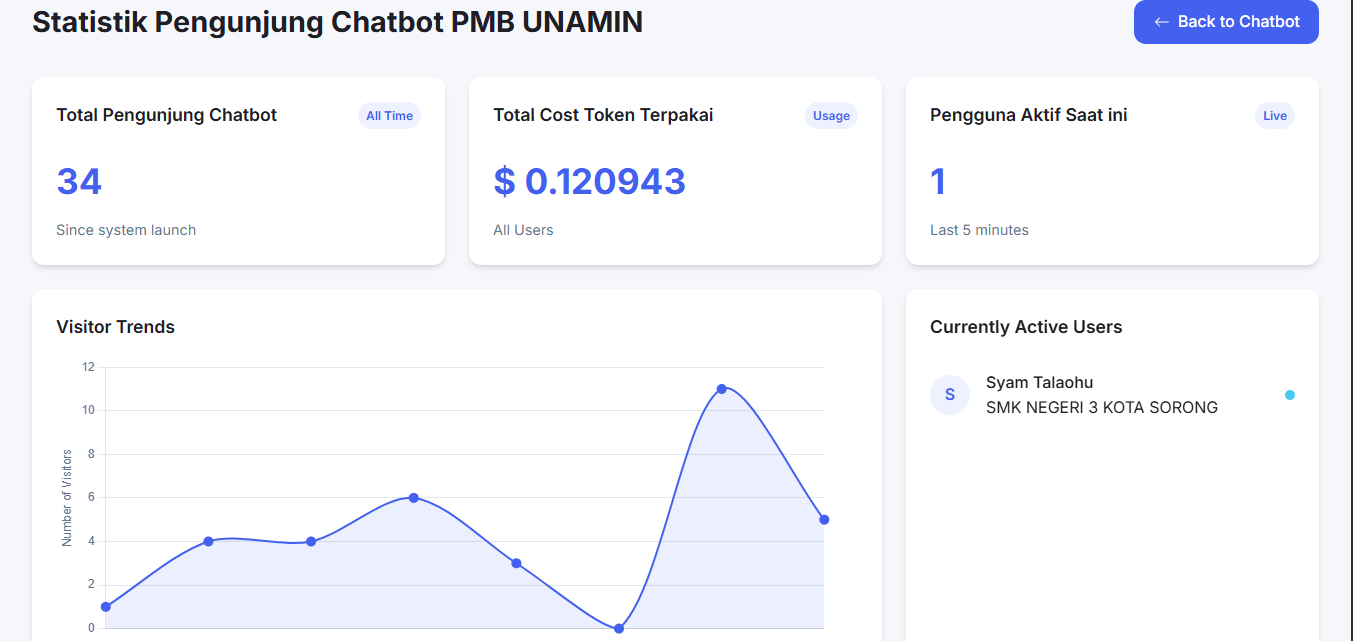 Statistik Pengunjung Chatbot PMB UNAMIN
← Back to Chatbot
Total Pengunjung Chatbot
All Time
34
Since system launch
Total Cost Token Terpakai
Usage
$ 0.120943
All Users
Pengguna Aktif Saat ini
Live
1
Last 5 minutes
Visitor Trends
Number of Visitors
12
10
8
6
4
2
0
Currently Active Users
S
Syam Talaohu
SMK NEGERI 3 KOTA SORONG